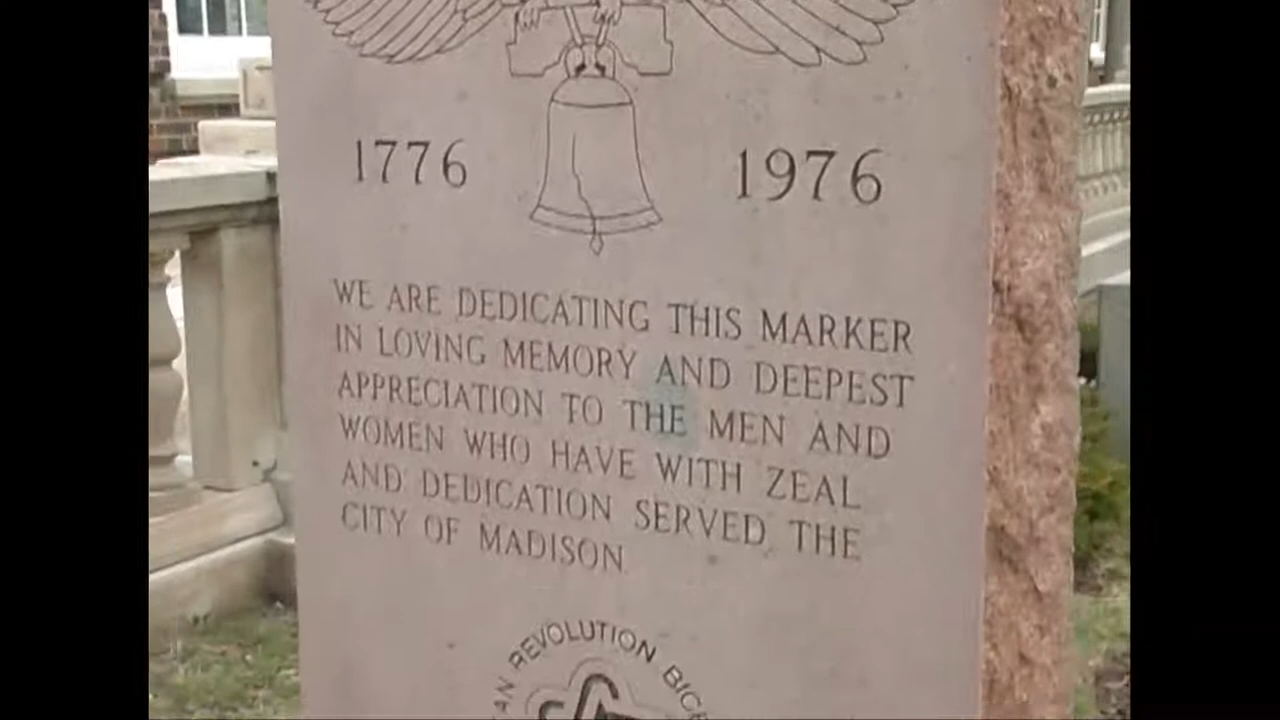 1776 1976
WE ARE DEDICATING THIS MARKER
IN LOVING MEMORY AND DEEPEST
APPRECIATION TO THE MEN AND
WOMEN WHO HAVE WITH ZEAL
AND DEDICATION SERVED THE
CITY OF MADISON
REVOLUTION